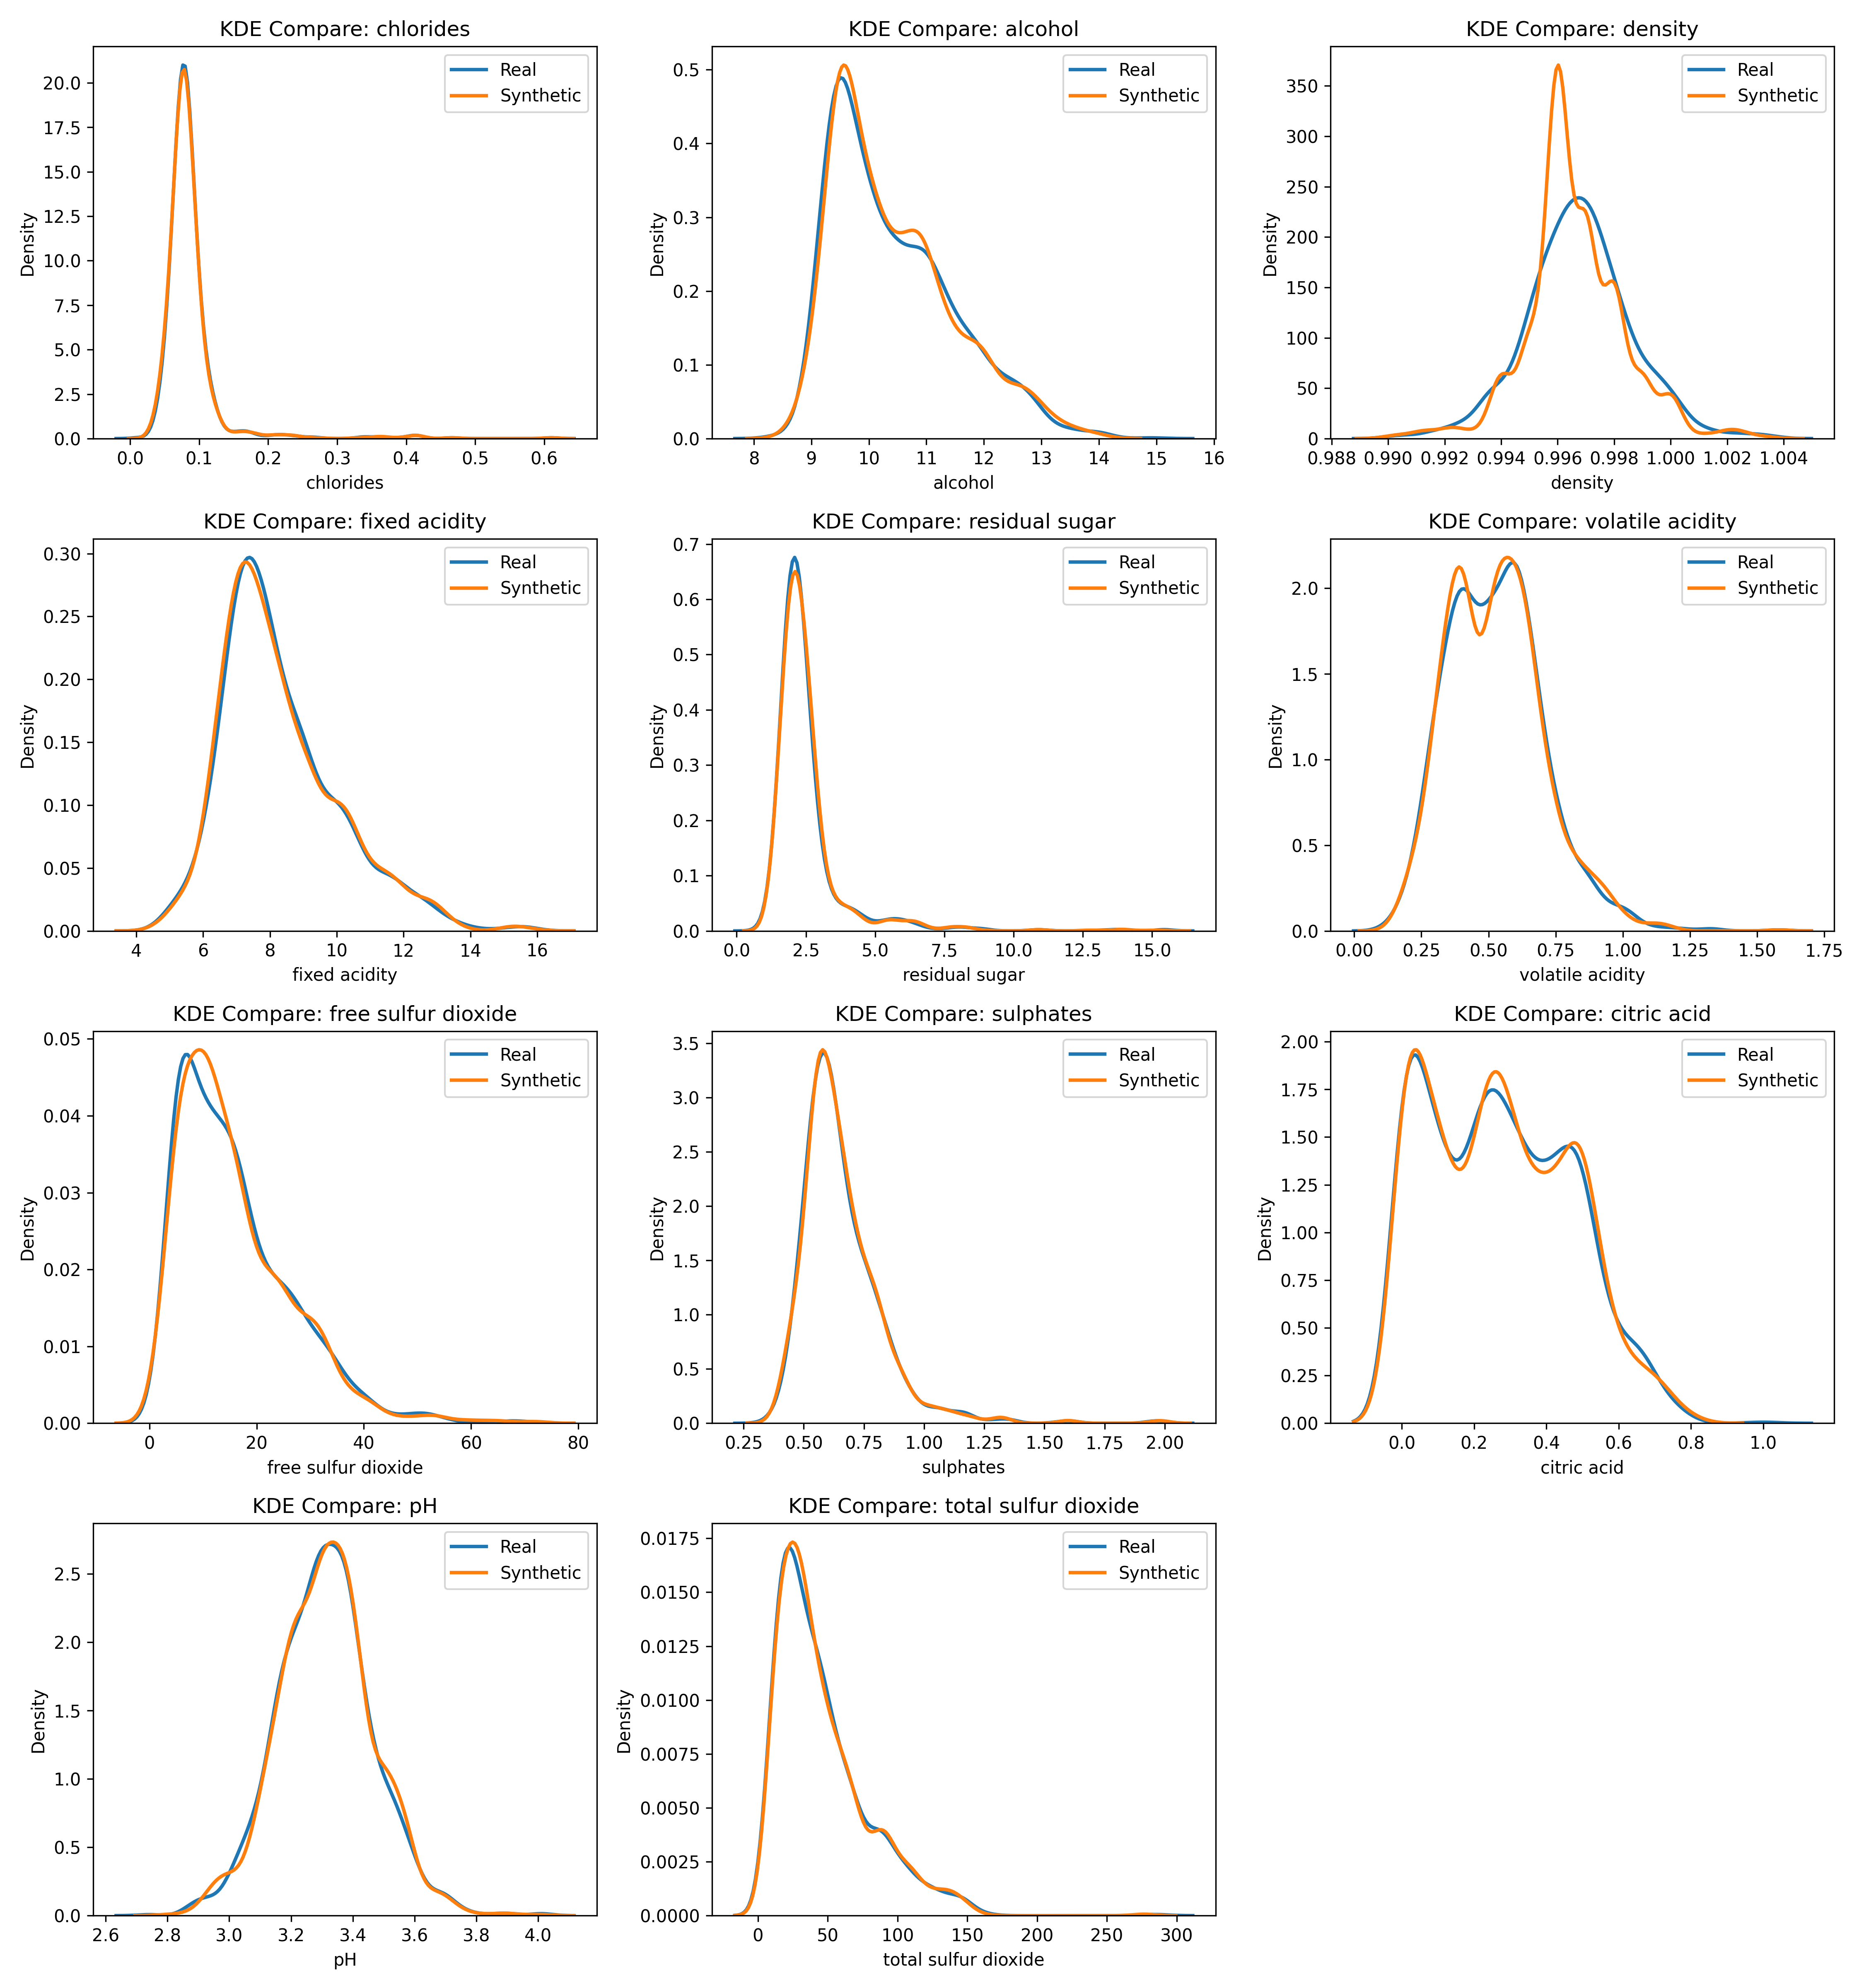 KDE Compare: chlorides
Real
Synthetic
20.0
17.5
15.0
12.5
10.0
7.5
5.0
2.5
0.0
Density
0.0 0.1 0.2 0.3 0.4 0.5 0.6
chlorides
KDE Compare: alcohol
Real
Synthetic
0.5
0.4
0.3
0.2
0.1
0.0
Density
8 9 10 11 12 13 14 15 16
alcohol
KDE Compare: density
Real
Synthetic
350
300
250
200
150
100
50
0
Density
0.988 0.990 0.992 0.994 0.996 0.998 1.000 1.002 1.004
density
KDE Compare: fixed acidity
Real
Synthetic
0.30
0.25
0.20
0.15
0.10
0.05
0.00
Density
4 6 8 10 12 14 16
fixed acidity
KDE Compare: residual sugar
Real
Synthetic
0.7
0.6
0.5
0.4
0.3
0.2
0.1
0.0
Density
0.0 2.5 5.0 7.5 10.0 12.5 15.0
residual sugar
KDE Compare: volatile acidity
Real
Synthetic
2.0
1.5
1.0
0.5
0.0
Density
0.00 0.25 0.50 0.75 1.00 1.25 1.50 1.75
volatile acidity
KDE Compare: free sulfur dioxide
Real
Synthetic
0.05
0.04
0.03
0.02
0.01
0.00
Density
0 20 40 60 80
free sulfur dioxide
KDE Compare: sulphates
Real
Synthetic
3.5
3.0
2.5
2.0
1.5
1.0
0.5
0.0
Density
0.25 0.50 0.75 1.00 1.25 1.50 1.75 2.00
sulphates
KDE Compare: citric acid
Real
Synthetic
2.00
1.75
1.50
1.25
1.00
0.75
0.50
0.25
0.00
Density
0.0 0.2 0.4 0.6 0.8 1.0
citric acid
KDE Compare: pH
Real
Synthetic
2.5
2.0
1.5
1.0
0.5
0.0
Density
2.6 2.8 3.0 3.2 3.4 3.6 3.8 4.0
pH
KDE Compare: total sulfur dioxide
Real
Synthetic
0.0175
0.0150
0.0125
0.0100
0.0075
0.0050
0.0025
0.0000
Density
0 50 100 150 200 250 300
total sulfur dioxide